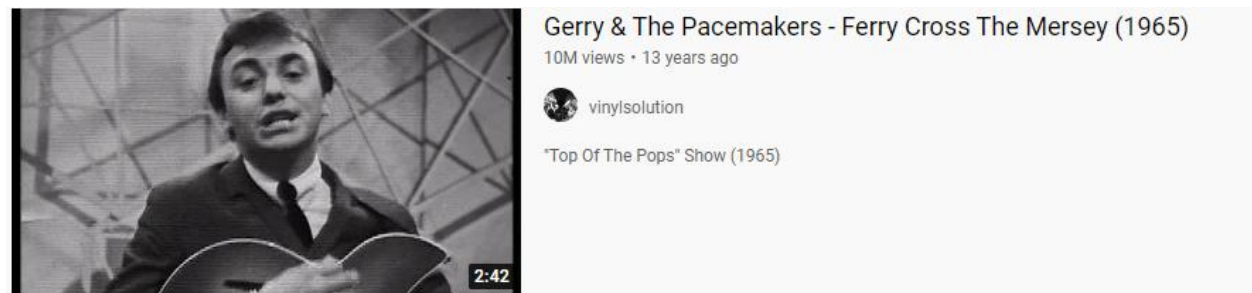 Gerry & The Pacemakers - Ferry Cross The Mersey (1965)
10M views • 13 years ago
vinylsolution
"Top Of The Pops" Show (1965)
2:42